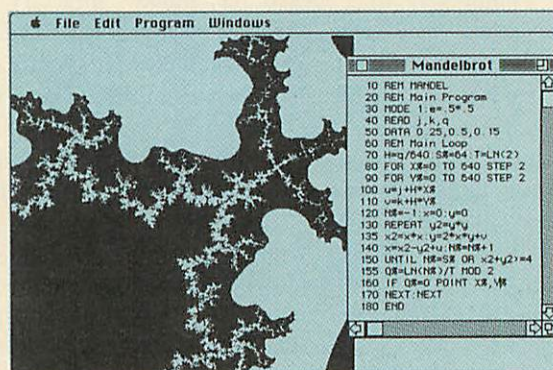 File Edit Program Windows
Mandelbrot
10 REM MANDEL
20 REM Main Program
30 MODE 1:e=.5*.5
40 READ j,k,q
50 DATA 0.25,0.5,0.15
60 REM Main Loop
70 H=q/640:S%=64:T=LN(2)
80 FOR X%=0 TO 640 STEP 2
90 FOR Y%=0 TO 640 STEP 2
100 u=j+H*X%
110 v=k+H*Y%
120 N%=-1:x=0:y=0
130 REPEAT y2=y*y
135 x2=x*x:y=2*x*y+v
140 x=x2-y2+u:N%=N%+1
150 UNTIL N%=S% OR x2+y2>=4
155 Q%=LN(N%)/T MOD 2
160 IF Q%=0 POINT X%,Y%
170 NEXT:NEXT
180 END